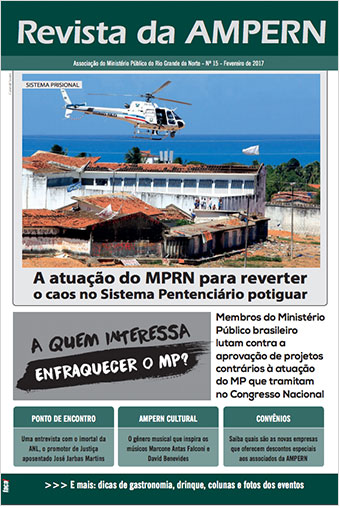 Revista da AMPERN
Associação do Ministério Público do Rio Grande do Norte - Nº 15 - Fevereiro de 2017
SISTEMA PRISIONAL
A atuação do MPRN para reverter
o caos no Sistema Pentenciário potiguar
A QUEM INTERESSA
ENFRAQUECER O MP?
Membros do Ministério
Público brasileiro
lutam contra a
aprovação de projetos
contrários à atuação
do MP que tramitam
no Congresso Nacional
PONTO DE ENCONTRO
Uma entrevista com o imortal da
ANL, o promotor de Justiça
aposentado José Jarbas Martins
AMPERN CULTURAL
O gênero musical que inspira os
músicos Marcone Antas Falconi e
David Benevides
CONVÊNIOS
Saiba quais são as novas empresas
que oferecem descontos especiais
aos associados da AMPERN
>>> E mais: dicas de gastronomia, drinque, colunas e fotos dos eventos